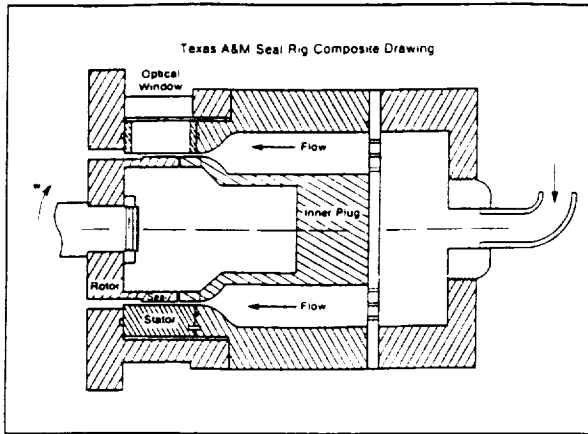 Texas A&M Seal Rig Composite Drawing
Optical
Window
Flow
w
Inner Plug
Rotor
Seal
Flow
Stator